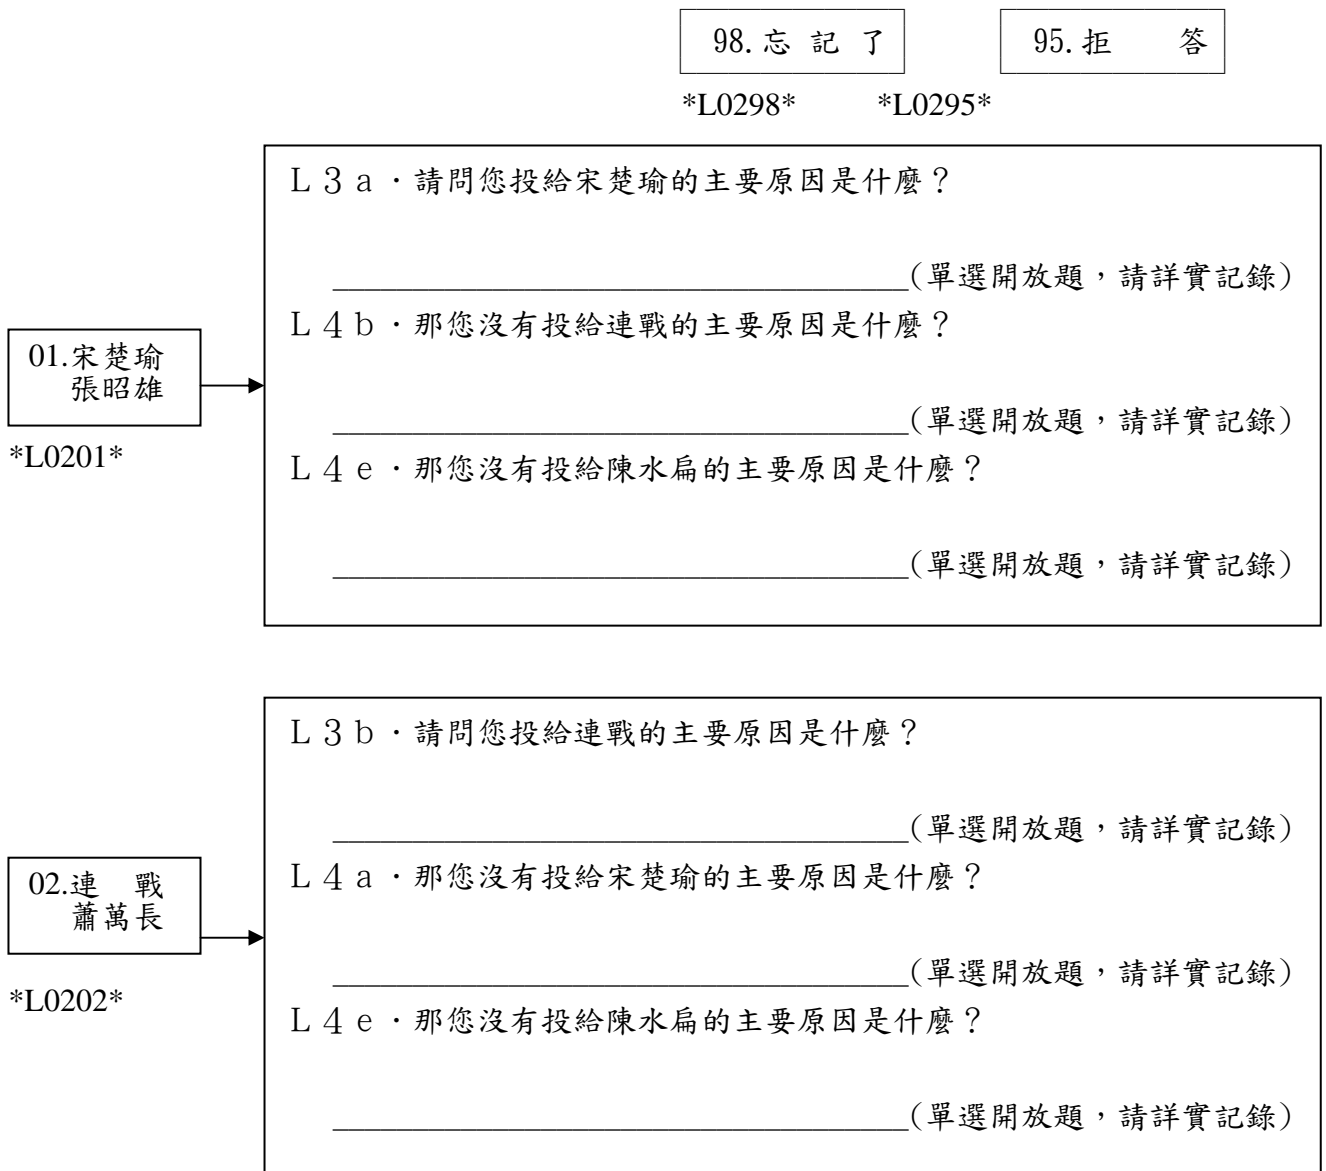 98.忘 記 了
95.拒　　答
*L0298*
*L0295*
Ｌ３ａ．請問您投給宋楚瑜的主要原因是什麼？
____________________________________(單選開放題，請詳實記錄)
Ｌ４ｂ．那您沒有投給連戰的主要原因是什麼？
____________________________________(單選開放題，請詳實記錄)
Ｌ４ｅ．那您沒有投給陳水扁的主要原因是什麼？
____________________________________(單選開放題，請詳實記錄)
01.宋楚瑜
張昭雄
*L0201*
Ｌ３ｂ．請問您投給連戰的主要原因是什麼？
____________________________________(單選開放題，請詳實記錄)
Ｌ４ａ．那您沒有投給宋楚瑜的主要原因是什麼？
____________________________________(單選開放題，請詳實記錄)
Ｌ４ｅ．那您沒有投給陳水扁的主要原因是什麼？
____________________________________(單選開放題，請詳實記錄)
02.連　戰
蕭萬長
*L0202*